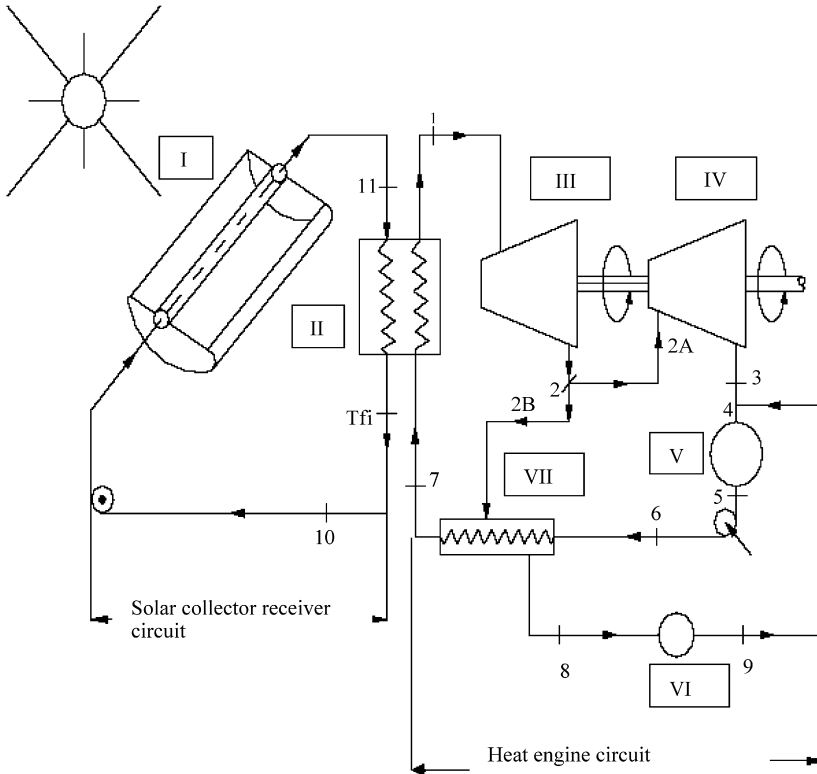 1
I
III
IV
11
II
2A
3
2
Tfi
2B
4
V
VII
7
5
6
10
Solar collector receiver
circuit
8
9
VI
Heat engine circuit